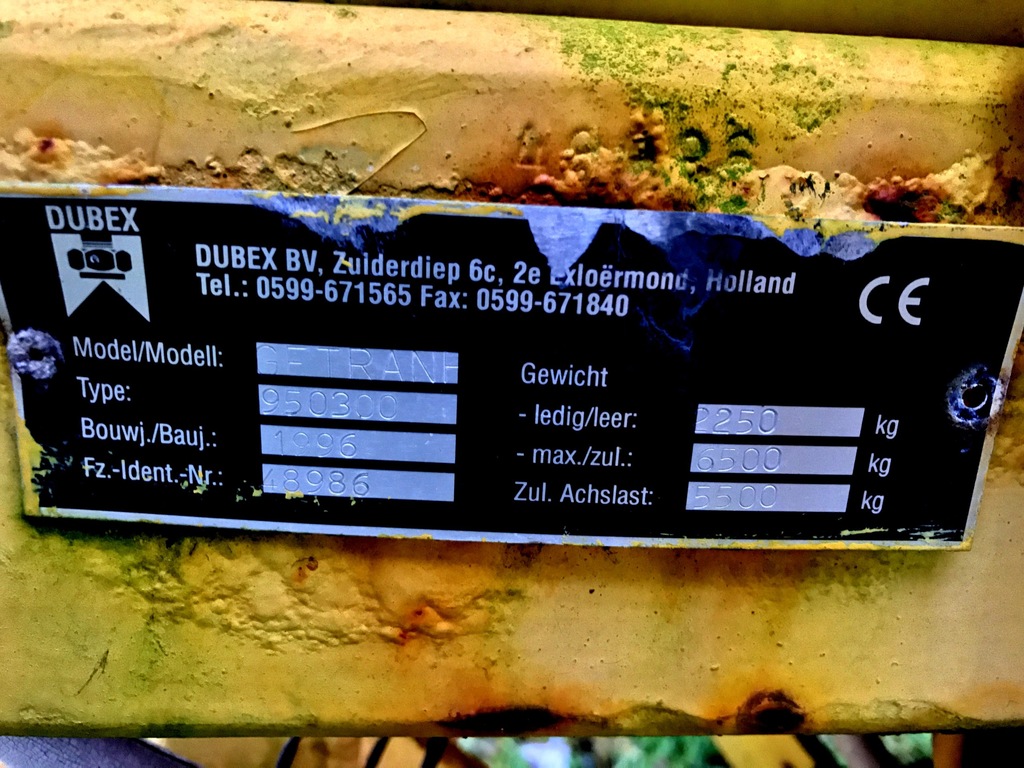 DUBEX
DUBEX BV, Zuiderdiep 6c, 2e Exloërmond, Holland
Tel.: 0599-671565 Fax: 0599-671840
CE
Model/Modell: GETRANH
Type: 950300
Bouwj./Bauj.: 1996
Fz.-Ident.-Nr.: 48986
Gewicht
- ledig/leer: 2250 kg
- max./zul.: 6500 kg
Zul. Achslast: 5500 kg